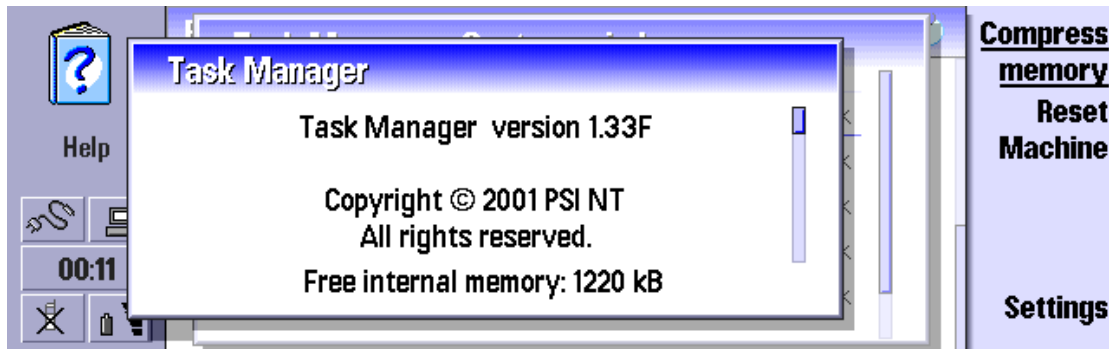 Help
00:11
Task Manager
Task Manager version 1.33F
Copyright © 2001 PSI NT
All rights reserved.
Free internal memory: 1220 kB
Compress
memory
Reset
Machine
Settings